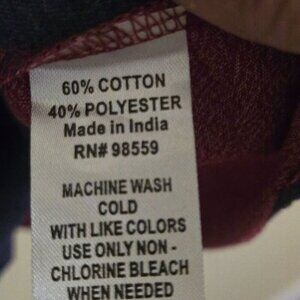 60% COTTON
40% POLYESTER
Made in India
RN# 98559
MACHINE WASH
COLD
WITH LIKE COLORS
USE ONLY NON -
CHLORINE BLEACH
WHEN NEEDED